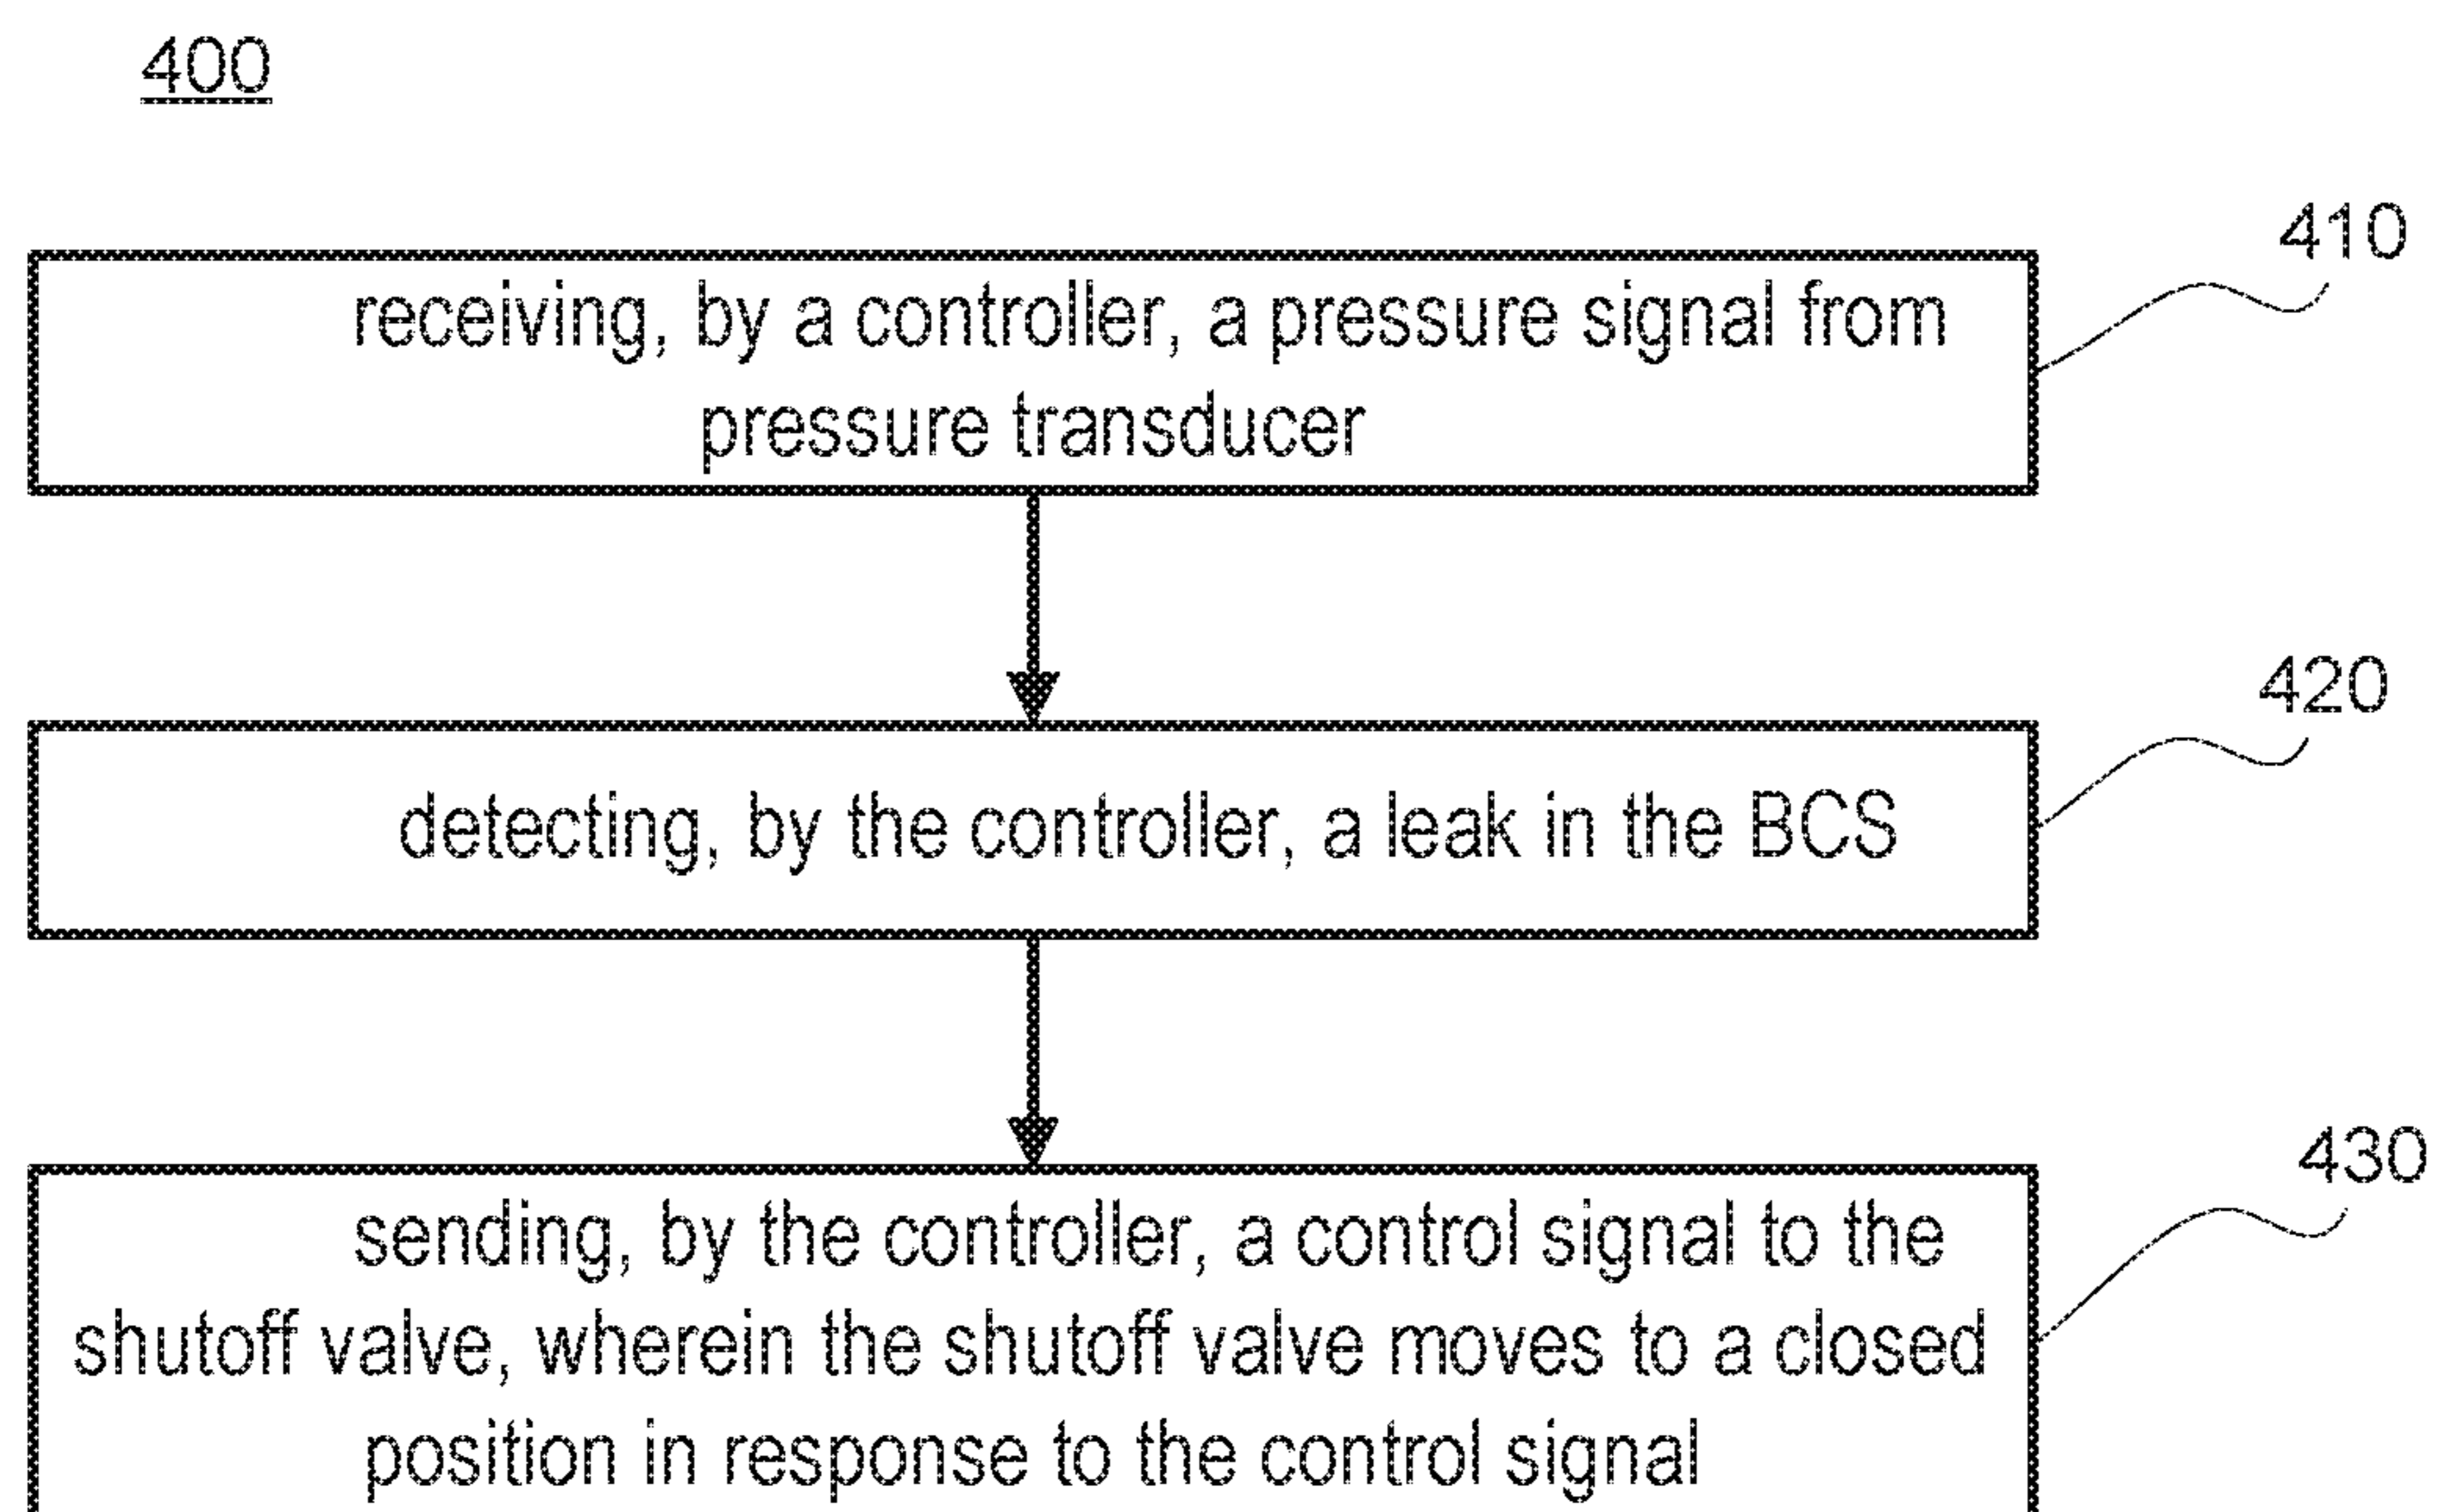 400
410
receiving, by a controller, a pressure signal from
pressure transducer
420
detecting, by the controller, a leak in the BCS
430
sending, by the controller, a control signal to the
shutoff valve, wherein the shutoff valve moves to a closed
position in response to the control signal